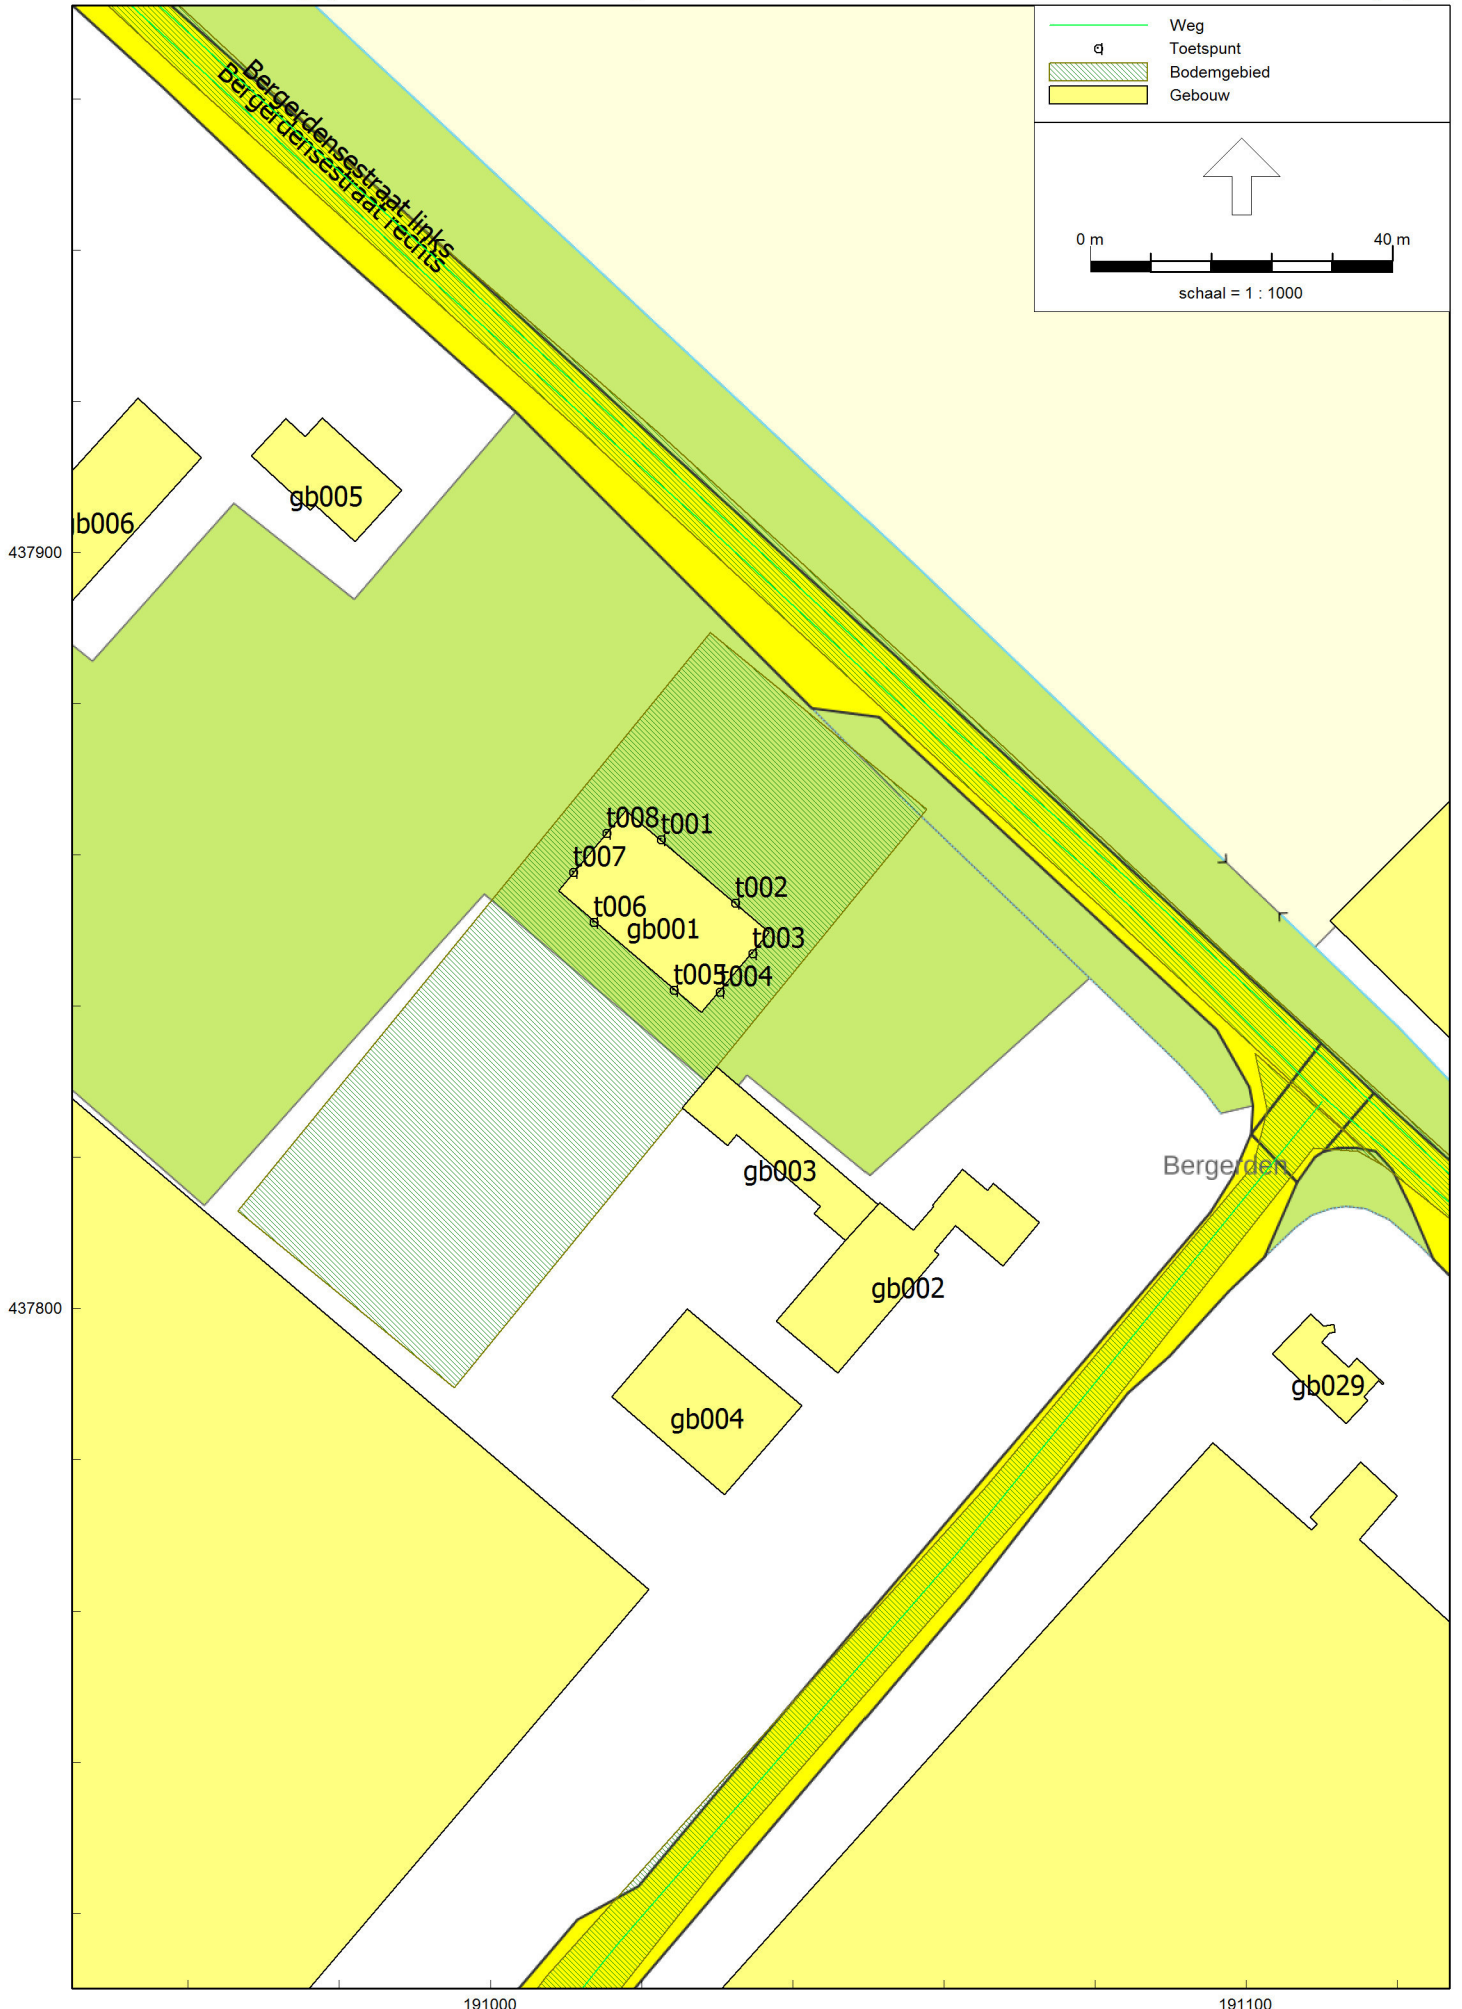 Weg
Toetspunt
Bodemgebied
Gebouw
0 m 40 m
schaal = 1 : 1000
Bergerdensestraat links
Bergerdensestraat rechts
gb005
gb006
437900
t008
t001
t007
t002
t006
gb001
t003
t005
t004
gb003
Bergerden
gb002
437800
gb029
gb004
191000
191100